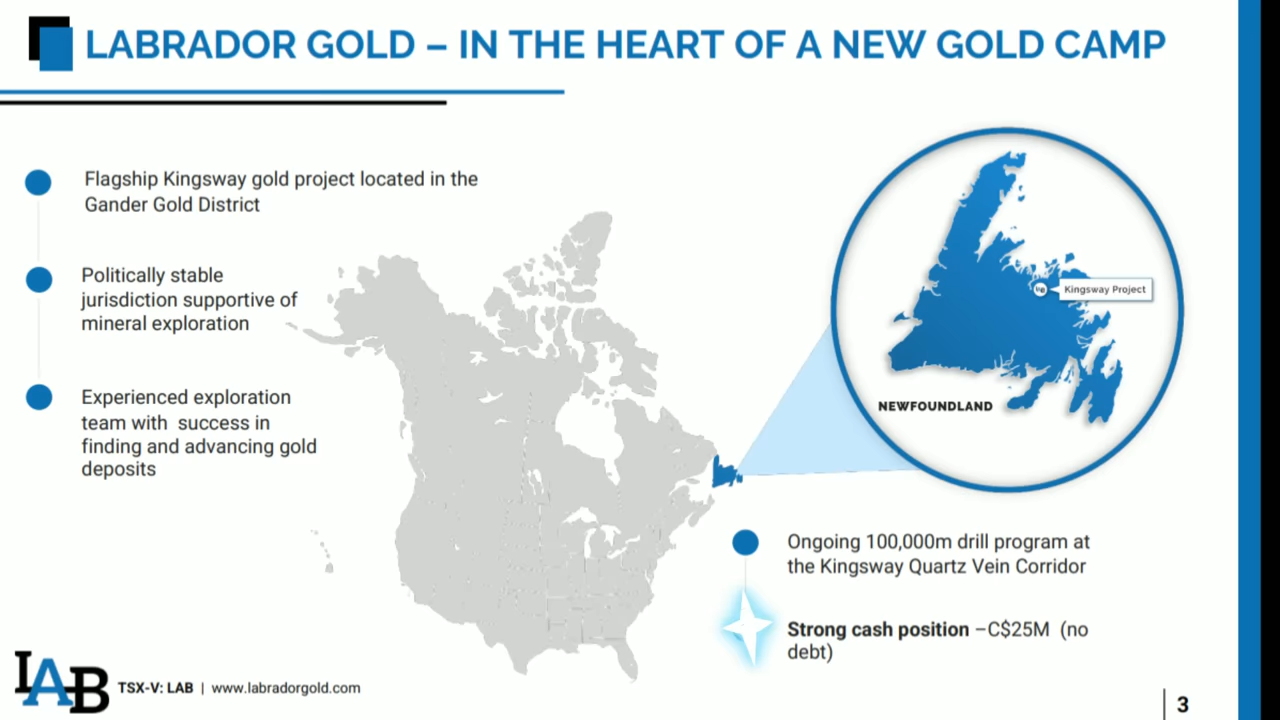 LABRADOR GOLD – IN THE HEART OF A NEW GOLD CAMP
Flagship Kingsway gold project located in the
Gander Gold District
Politically stable
jurisdiction supportive of
mineral exploration
Experienced exploration
team with  success in
finding and advancing gold
deposits
Kingsway Project
NEWFOUNDLAND
Ongoing 100,000m drill program at
the Kingsway Quartz Vein Corridor
Strong cash position –C$25M  (no
debt)
LAB
TSX-V: LAB | www.labradorgold.com
3